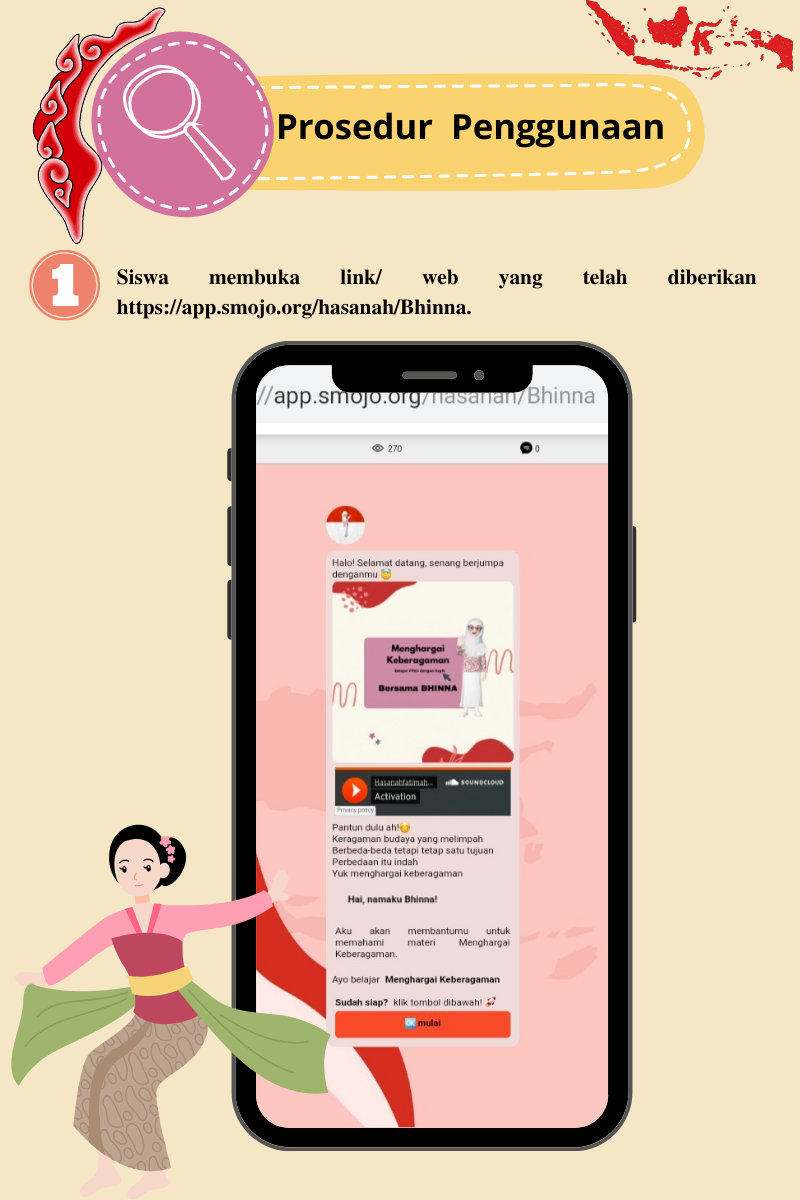 Prosedur Penggunaan
1
Siswa membuka link/ web yang telah diberikan
https://app.smojo.org/hasanah/Bhinna.
//app.smojo.org/hasanah/Bhinna
270
0
Halo! Selamat datang, senang berjumpa
denganmu 😇
Menghargai
Keberagaman
Bersama BHINNA
Hasanahfatimah...
SOUNDCLOUD
Activation
Privacy policy
Pantun dulu ah!😊
Keragaman budaya yang melimpah
Berbeda-beda tetapi tetap satu tujuan
Perbedaan itu indah
Yuk menghargai keberagaman
Hai, namaku Bhinna!
Aku akan membantumu untuk
memahami materi Menghargai
Keberagaman.
Ayo belajar Menghargai Keberagaman
Sudah siap? klik tombol dibawah! 🚀
🆗 mulai